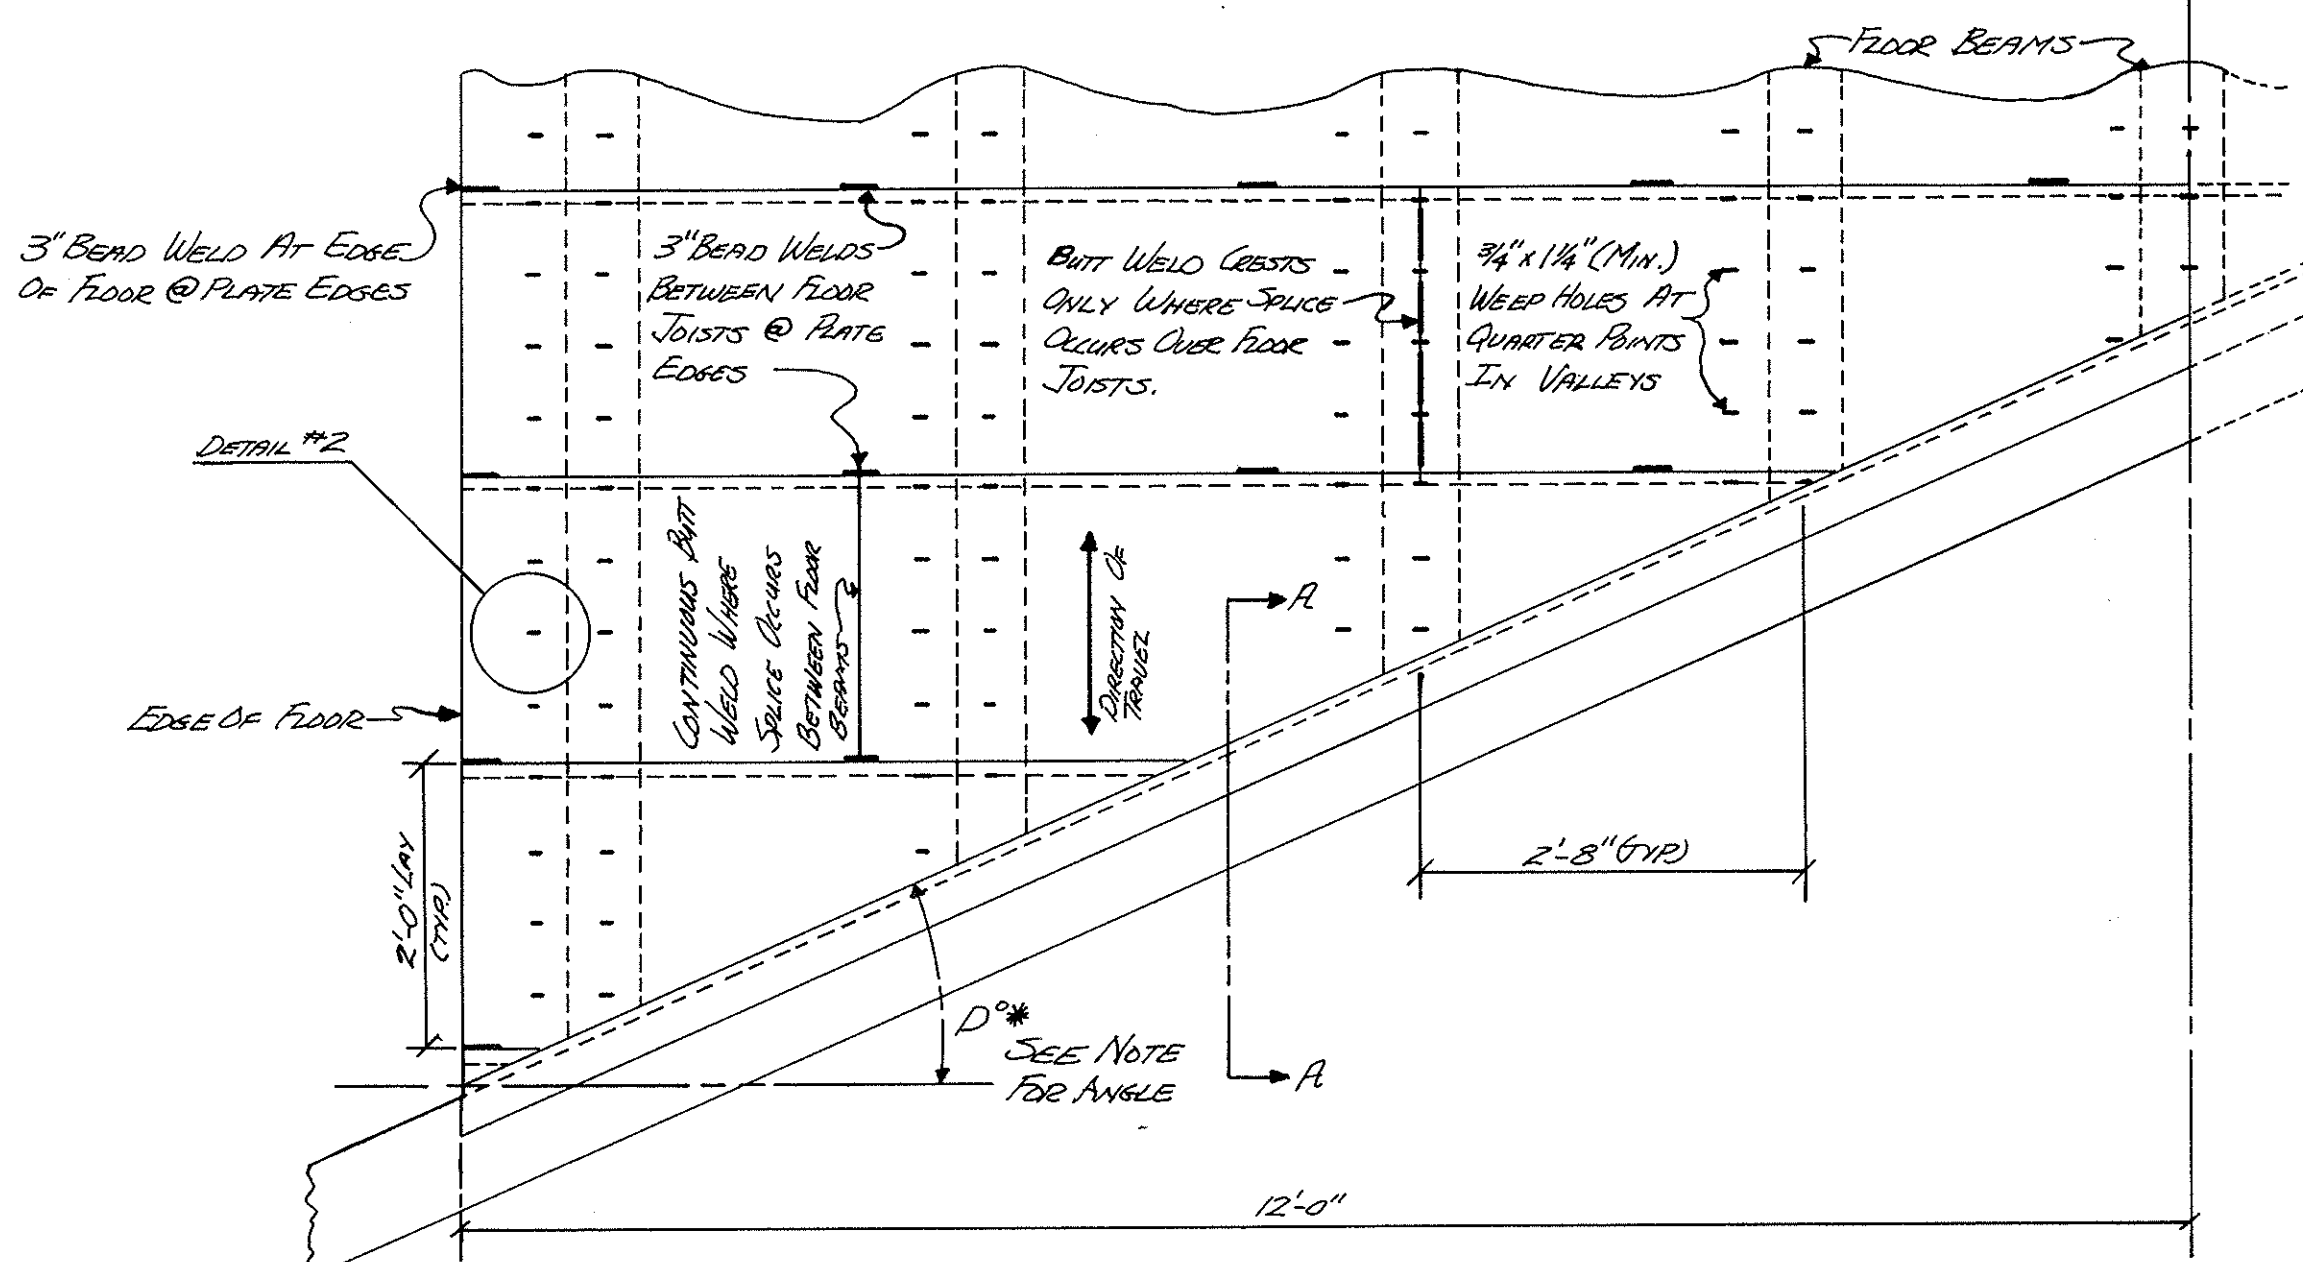 FLOOR BEAMS
3" BEAD WELD AT EDGE
OF FLOOR @ PLATE EDGES
3" BEAD WELDS
BETWEEN FLOOR
JOISTS @ PLATE
EDGES
BUTT WELD CRESTS
ONLY WHERE SPLICE
OCCURS OVER FLOOR
JOISTS.
3/4" x 1 1/4" (MIN.)
WEEP HOLES AT
QUARTER POINTS
IN VALLEYS
DETAIL #2
CONTINUOUS BUTT
WELD WHERE
SPLICE OCCURS
BETWEEN FLOOR
BEAMS
DIRECTION OF
TRAVEL
A
EDGE OF FLOOR
2'-0" LAY
(TYP.)
2'-8" (TYP.)
D°*
SEE NOTE
FOR ANGLE
A
12'-0"